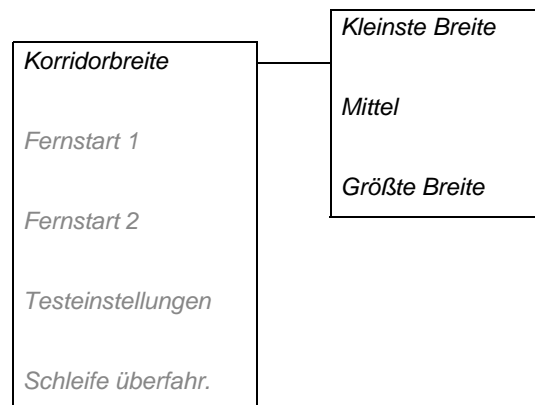 Korridorbreite
Fernstart 1
Fernstart 2
Testeinstellungen
Schleife überfahr.
Kleinste Breite
Mittel
Größte Breite